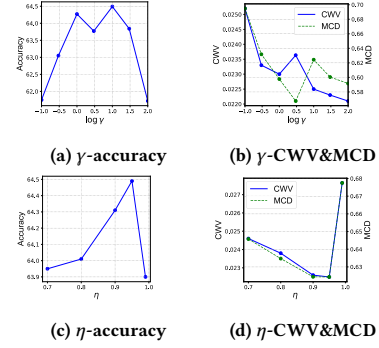 64.5
64.0
63.5
63.0
62.5
62.0
Accuracy
−1.0 −0.5 0.0 0.5 1.0 1.5 2.0
log γ
(a) γ-accuracy
0.0250
0.0245
0.0240
0.0235
0.0230
0.0225
0.0220
CWV
CWV
MCD
0.70
0.68
0.66
0.64
0.62
0.60
0.58
MCD
−1.0 −0.5 0.0 0.5 1.0 1.5 2.0
log γ
(b) γ-CWV&MCD
64.5
64.4
64.3
64.2
64.1
64.0
63.9
Accuracy
0.7 0.8 0.9 1.0
η
(c) η-accuracy
0.027
0.026
0.025
0.024
0.023
CWV
CWV
MCD
0.68
0.67
0.66
0.65
0.64
0.63
MCD
0.7 0.8 0.9 1.0
η
(d) η-CWV&MCD